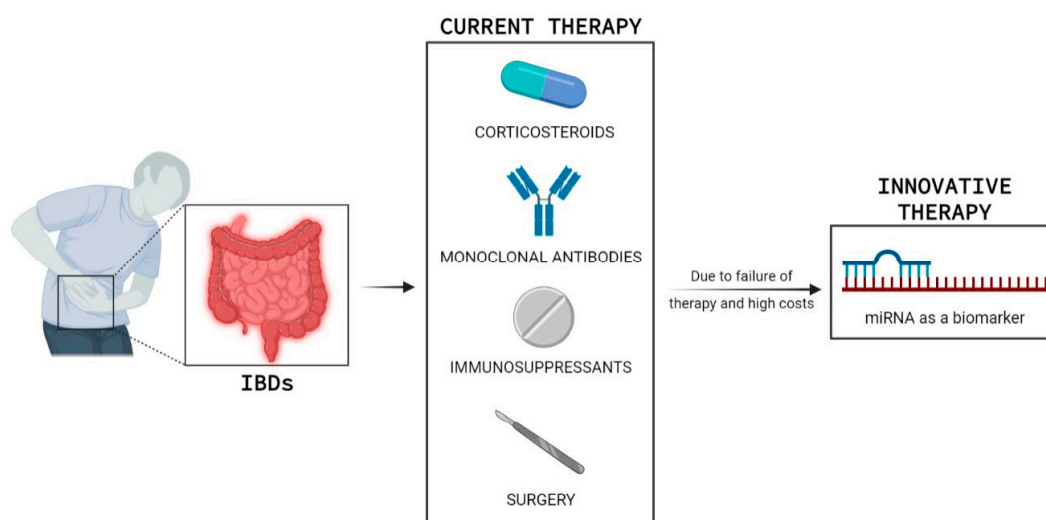 CURRENT THERAPY
CORTICOSTEROIDS
MONOCLONAL ANTIBODIES
IMMUNOSUPPRESSANTS
SURGERY
IBDs
Due to failure of
therapy and high costs
INNOVATIVE
THERAPY
miRNA as a biomarker